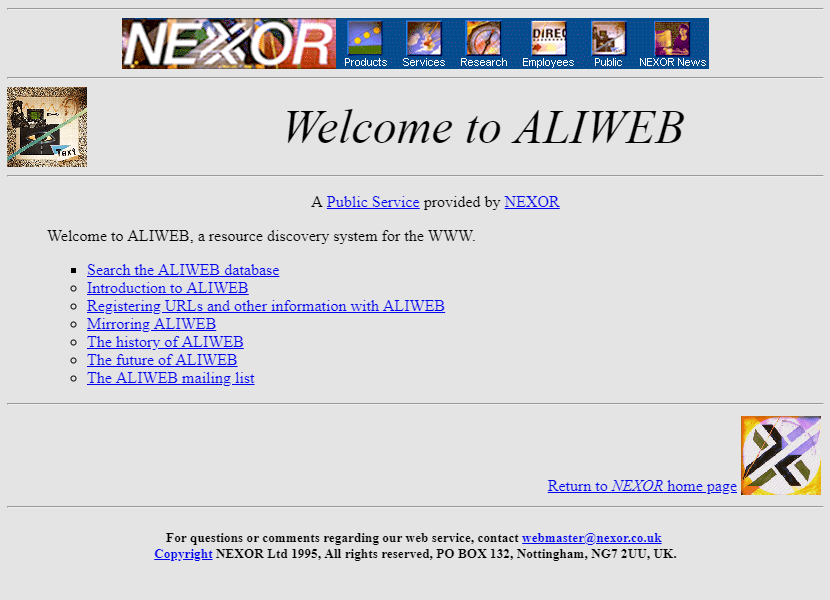 NEXOR
Products Services Research Employees Public NEXOR News
Welcome to ALIWEB
A Public Service provided by NEXOR
Welcome to ALIWEB, a resource discovery system for the WWW.
Search the ALIWEB database
Introduction to ALIWEB
Registering URLs and other information with ALIWEB
Mirroring ALIWEB
The history of ALIWEB
The future of ALIWEB
The ALIWEB mailing list
Return to NEXOR home page
For questions or comments regarding our web service, contact webmaster@nexor.co.uk
Copyright NEXOR Ltd 1995, All rights reserved, PO BOX 132, Nottingham, NG7 2UU, UK.